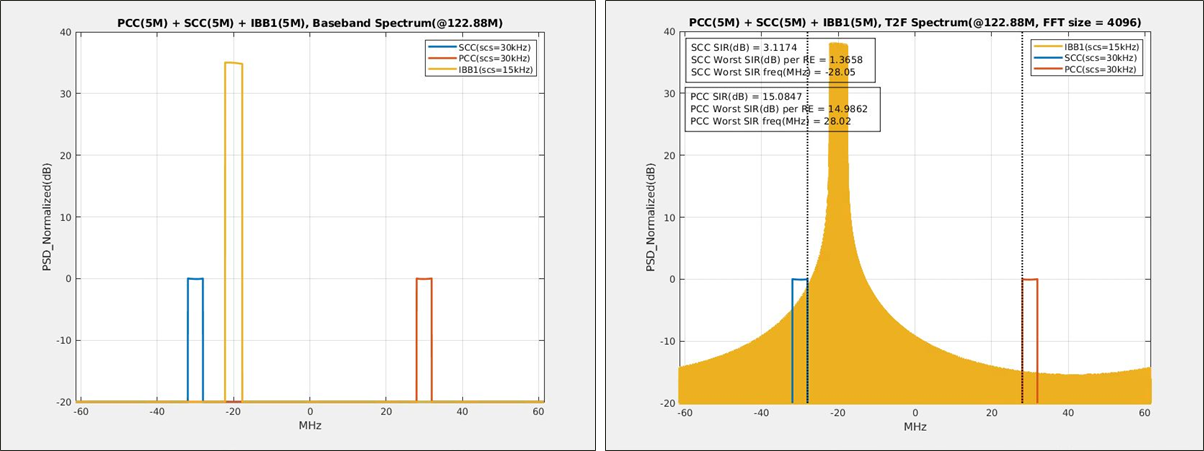 PCC(5M) + SCC(5M) + IBB1(5M), Baseband Spectrum(@122.88M)
40
30
20
10
0
-10
-20
PSD_Normalized(dB)
-60
-40
-20
0
20
40
60
MHz
SCC(scs=30kHz)
PCC(scs=30kHz)
IBB1(scs=15kHz)
PCC(5M) + SCC(5M) + IBB1(5M), T2F Spectrum(@122.88M, FFT size = 4096)
40
30
20
10
0
-10
-20
PSD_Normalized(dB)
-60
-40
-20
0
20
40
60
MHz
SCC SIR(dB) = 3.1174
SCC Worst SIR(dB) per RE = 1.3658
SCC Worst SIR freq(MHz) = -28.05
PCC SIR(dB) = 15.0847
PCC Worst SIR(dB) per RE = 14.9862
PCC Worst SIR freq(MHz) = 28.02
IBB1(scs=15kHz)
SCC(scs=30kHz)
PCC(scs=30kHz)